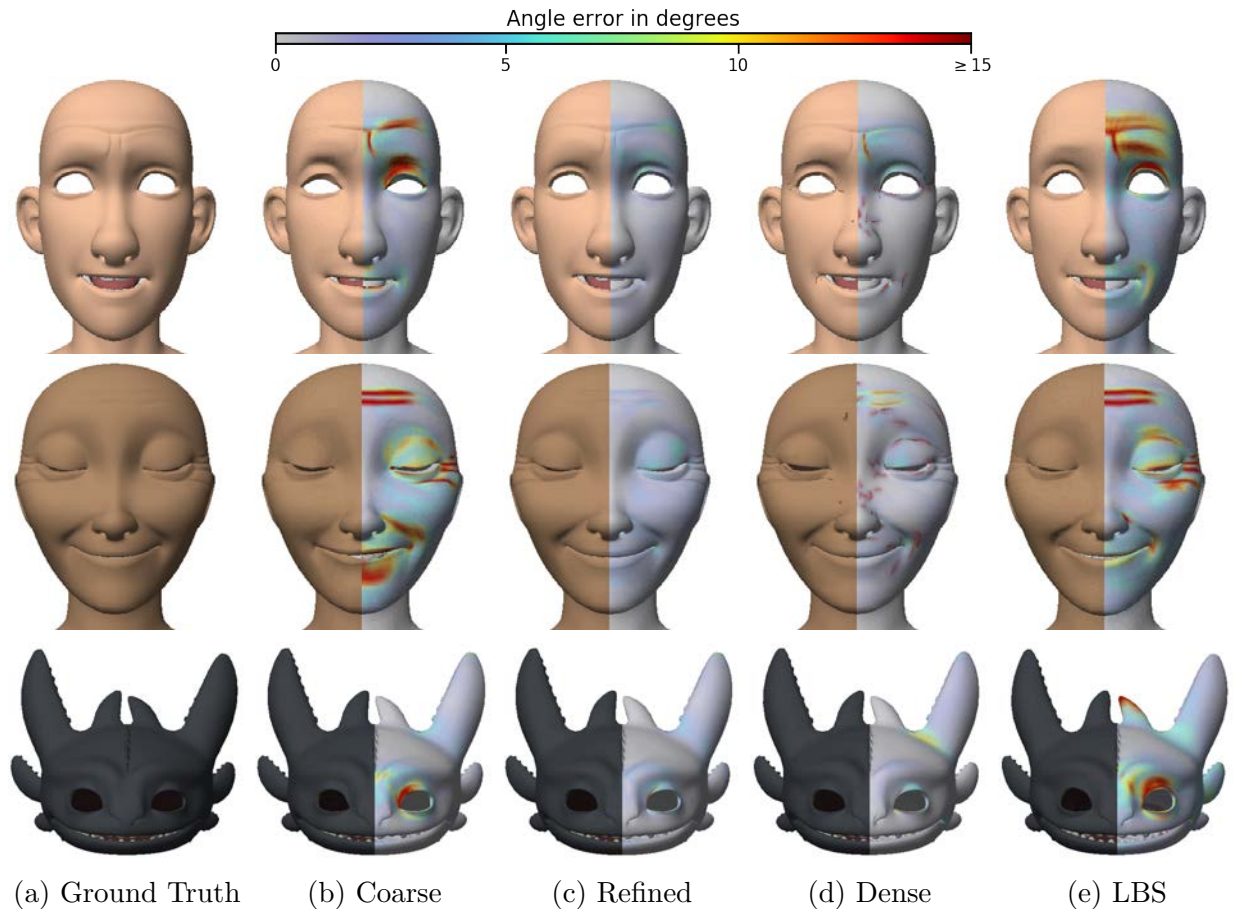 Angle error in degrees
0 5 10 ≥ 15
(a) Ground Truth (b) Coarse (c) Refined (d) Dense (e) LBS